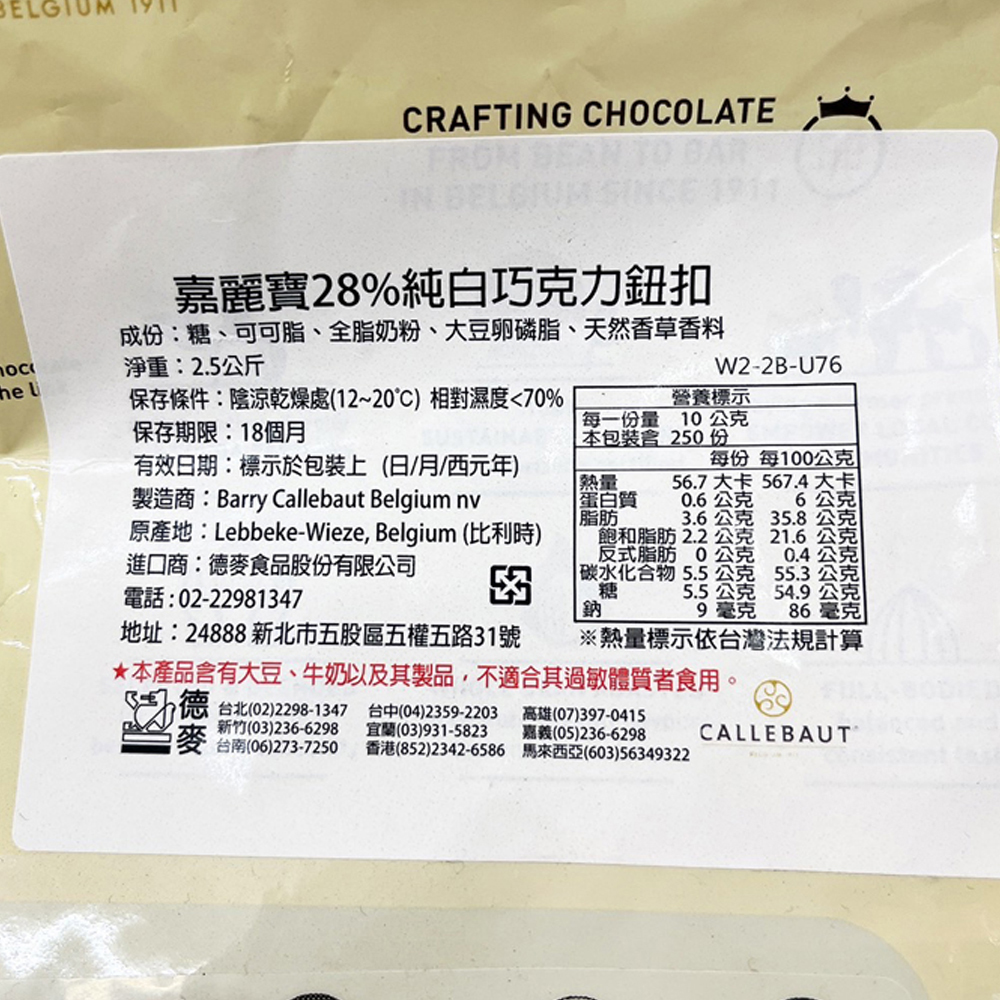 BELGIUM 1911
CRAFTING CHOCOLATE
FROM BEAN TO BAR
IN BELGIUM SINCE 1911
嘉麗寶28%純白巧克力鈕扣
成份：糖、可可脂、全脂奶粉、大豆卵磷脂、天然香草香料
淨重：2.5公斤
W2-2B-U76
保存條件：陰涼乾燥處(12~20℃) 相對濕度<70%
保存期限：18個月
有效日期：標示於包裝上 (日/月/西元年)
製造商：Barry Callebaut Belgium nv
原產地：Lebbeke-Wieze, Belgium (比利時)
進口商：德麥食品股份有限公司
電話：02-22981347
地址：24888 新北市五股區五權五路31號
營養標示
每一份量 10 公克
本包裝含 250 份
每份 每100公克
熱量 56.7 大卡 567.4 大卡
蛋白質 0.6 公克 6 公克
脂肪 3.6 公克 35.8 公克
飽和脂肪 2.2 公克 21.6 公克
反式脂肪 0 公克 0.4 公克
碳水化合物 5.5 公克 55.3 公克
糖 5.5 公克 54.9 公克
鈉 9 毫克 86 毫克
※熱量標示依台灣法規計算
★本產品含有大豆、牛奶以及其製品，不適合其過敏體質者食用。
德麥
台北(02)2298-1347 台中(04)2359-2203 高雄(07)397-0415
新竹(03)236-6298 宜蘭(03)931-5823 嘉義(05)236-6298
台南(06)273-7250 香港(852)2342-6586 馬來西亞(603)56349322
CALLEBAUT
FULL-BODIED
balanced and
consistent